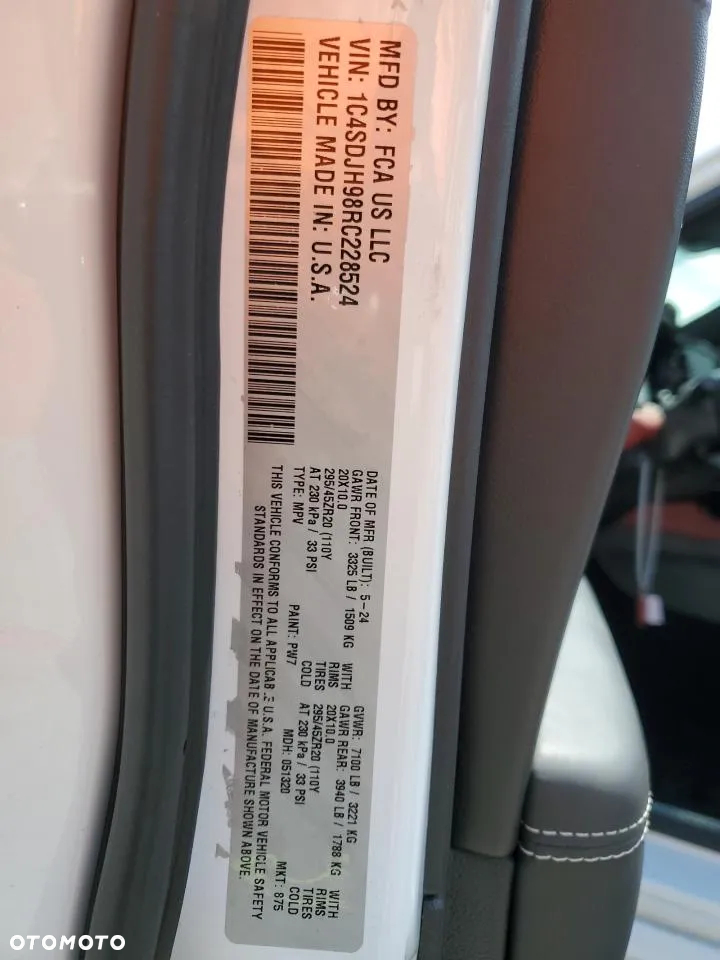 MFD BY: FCA US LLC
VIN: 1C4SDJH98RC228524
VEHICLE MADE IN: U.S.A.
DATE OF MFR (BUILT): 5-24 GVWR: 7100 LB / 3221 KG
GAWR FRONT: 3325 LB / 1509 KG WITH GAWR REAR: 3940 LB / 1788 KG WITH
20X10.0 RIMS 20X10.0 RIMS
295/45ZR20 (110Y TIRES 295/45ZR20 (110Y TIRES
AT 230 kPa / 33 PSI COLD AT 230 kPa / 33 PSI COLD
TYPE: MPV PAINT: PW7 MDH: 051320 MKT: 875
THIS VEHICLE CONFORMS TO ALL APPLICABLE U.S.A. FEDERAL MOTOR VEHICLE SAFETY
STANDARDS IN EFFECT ON THE DATE OF MANUFACTURE SHOWN ABOVE.
OTOMOTO